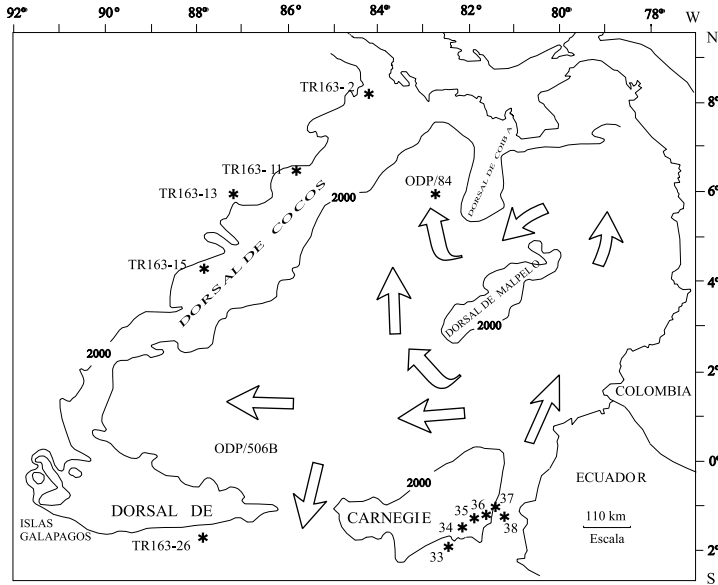 92° 90° 88° 86° 84° 82° 80° 78° W
N
TR163-2
8°
DORSAL DE COIBA
TR163-11
ODP/84
TR163-13
6°
2000
DORSAL DE COCOS
TR163-15
4°
DORSAL DE MALPELO
2000
2000
2°
COLOMBIA
ODP/506B
0°
ECUADOR
2000
37
36
35
DORSAL DE
CARNEGIE
34
38
110 km
ISLAS
GALAPAGOS
Escala
TR163-26
33
2°
S